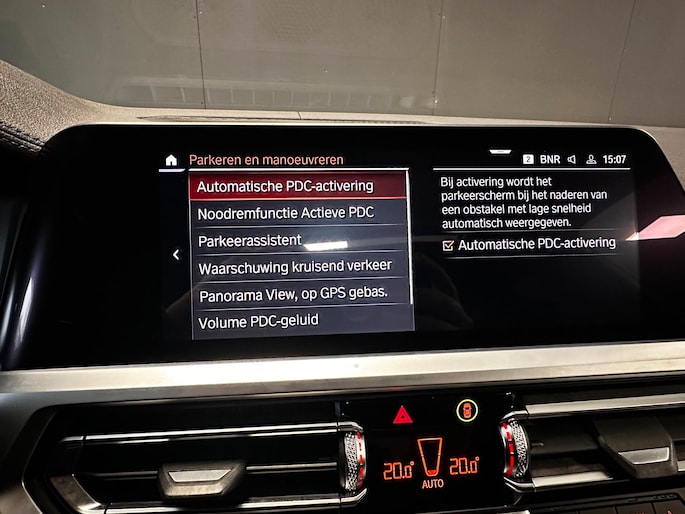 Parkeren en manoeuvreren
2 BNR 15:07
Automatische PDC-activering
Noodremfunctie Actieve PDC
Parkeerassistent
Waarschuwing kruisend verkeer
Panorama View, op GPS gebas.
Volume PDC-geluid
Bij activering wordt het
parkeerscherm bij het naderen van
een obstakel met lage snelheid
automatisch weergegeven.
Automatische PDC-activering
20.0° 20.0°
AUTO